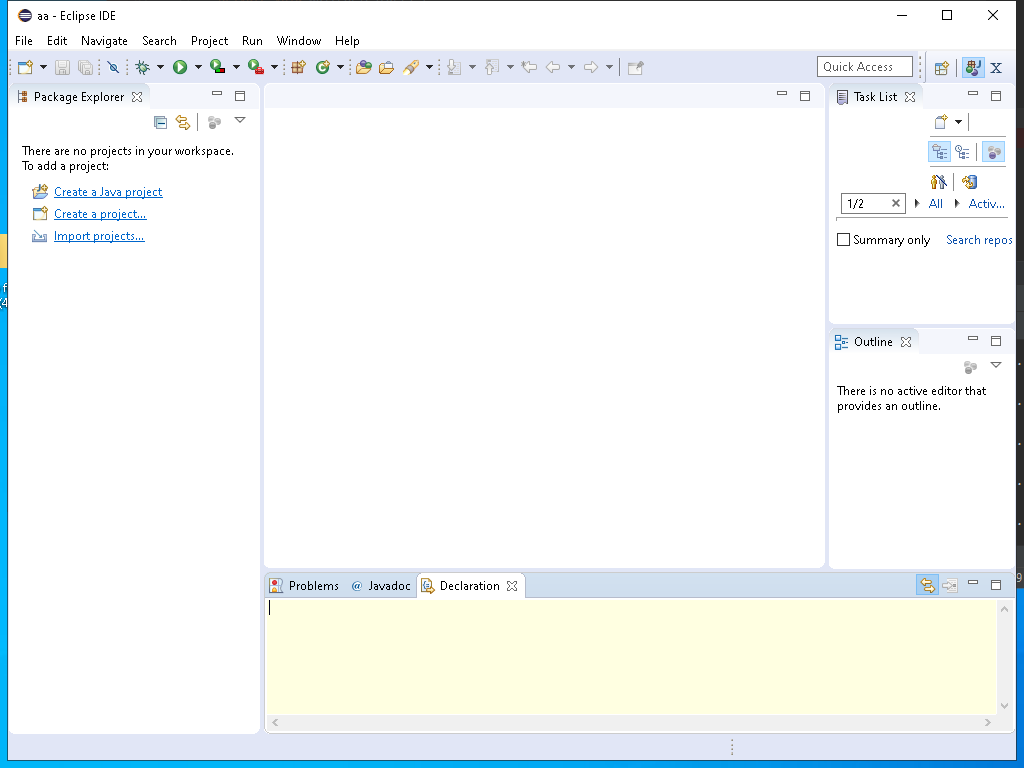 aa - Eclipse IDE
File Edit Navigate Search Project Run Window Help
Quick Access
X
Package Explorer
There are no projects in your workspace.
To add a project:
Create a Java project
Create a project...
Import projects...
Task List
1/2
All
Activ...
Summary only
Search repos
Outline
There is no active editor that
provides an outline.
Problems
@ Javadoc
Declaration
f
(4
9